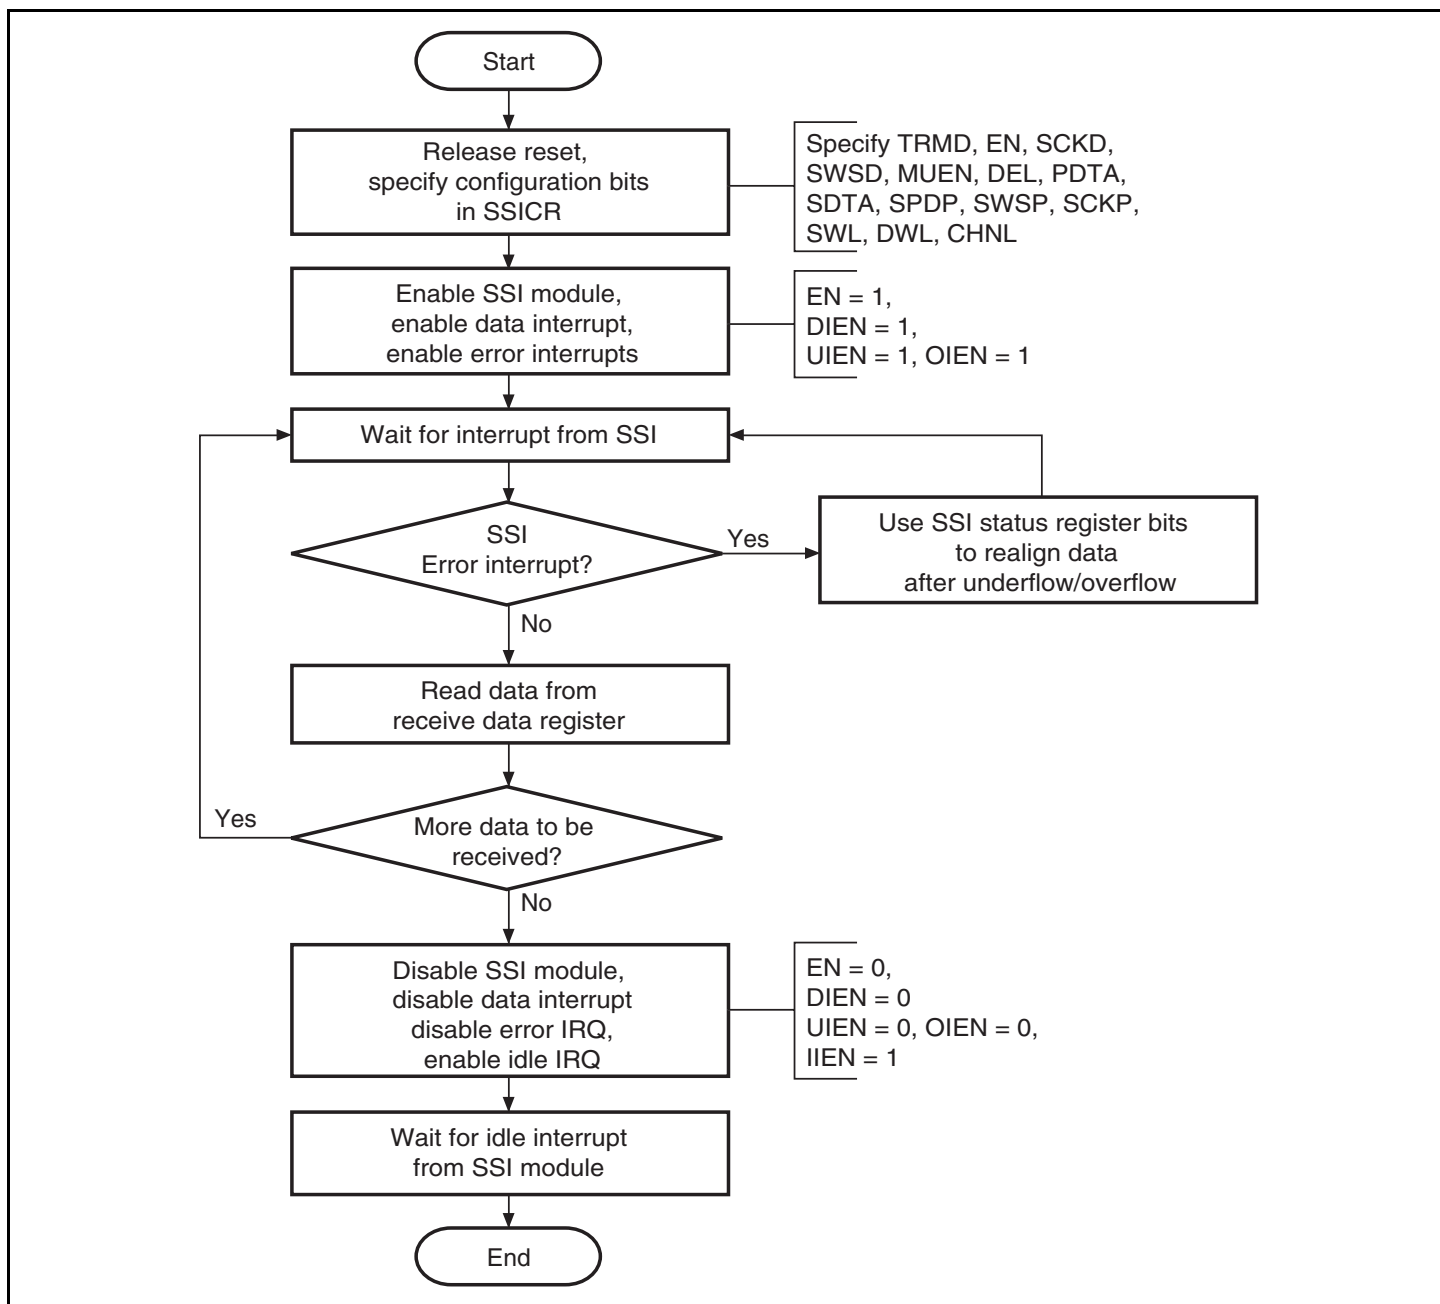 Start
Release reset,
specify configuration bits
in SSICR
Specify TRMD, EN, SCKD,
SWSD, MUEN, DEL, PDTA,
SDTA, SPDP, SWSP, SCKP,
SWL, DWL, CHNL
Enable SSI module,
enable data interrupt,
enable error interrupts
EN = 1,
DIEN = 1,
UIEN = 1, OIEN = 1
Wait for interrupt from SSI
SSI
Error interrupt?
Yes
Use SSI status register bits
to realign data
after underflow/overflow
No
Read data from
receive data register
More data to be
received?
Yes
No
Disable SSI module,
disable data interrupt
disable error IRQ,
enable idle IRQ
EN = 0,
DIEN = 0
UIEN = 0, OIEN = 0,
IIEN = 1
Wait for idle interrupt
from SSI module
End